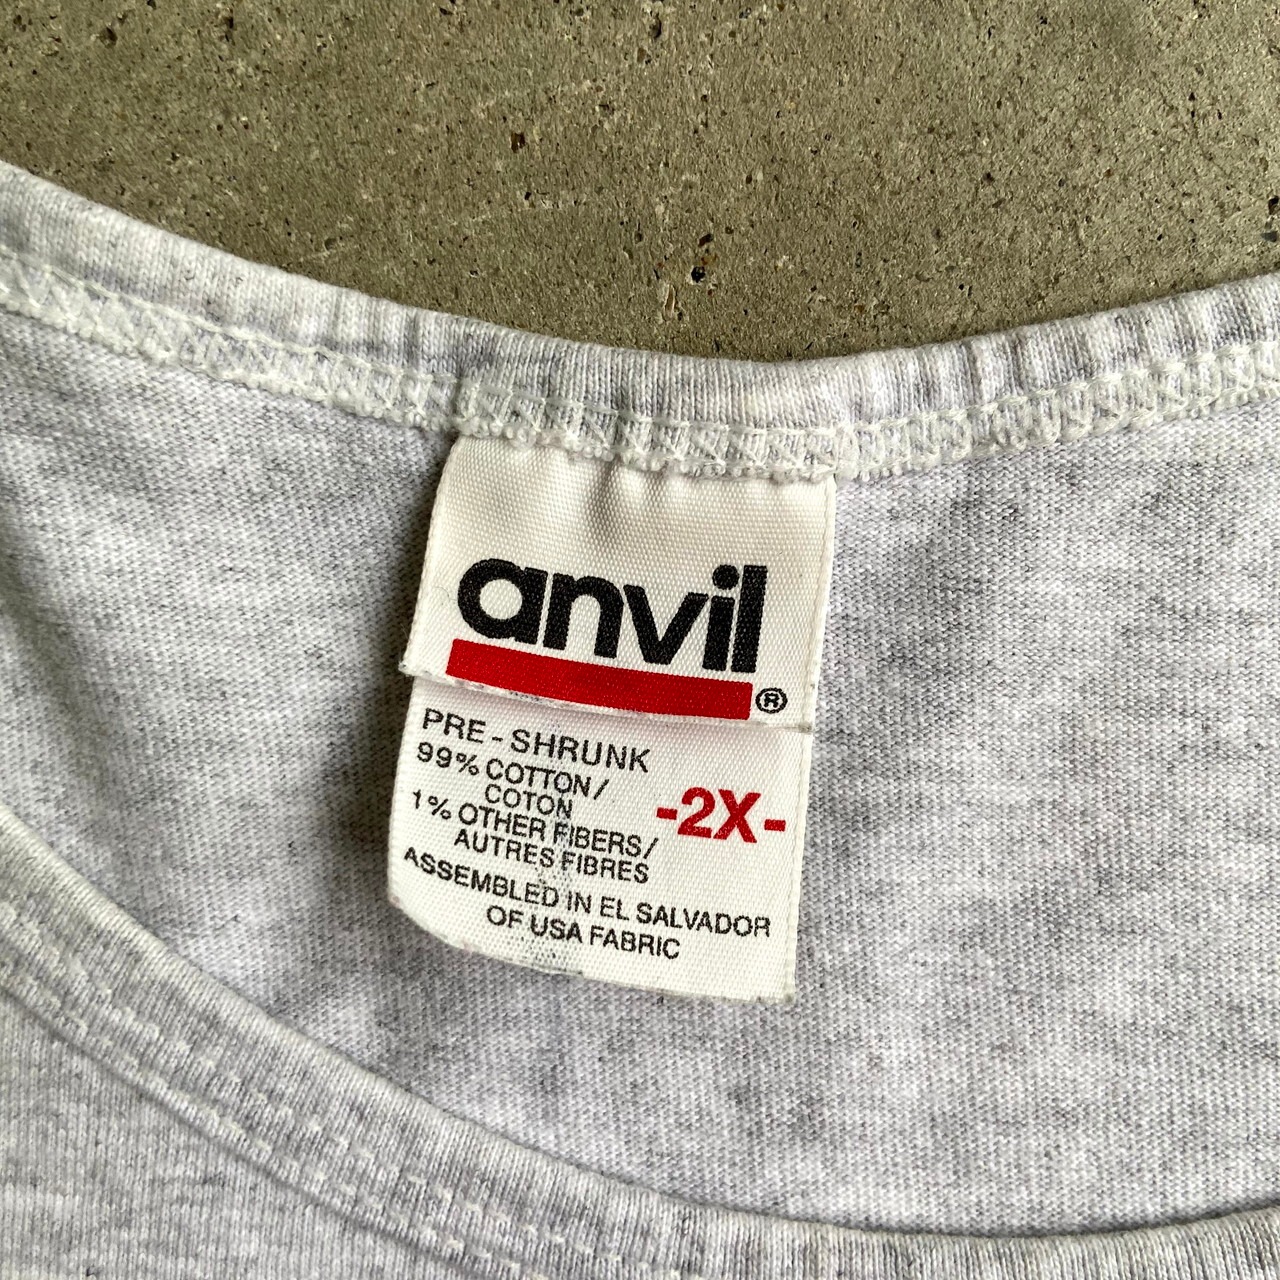 anvil®
PRE-SHRUNK
99% COTTON/
COTON
-2X-
1% OTHER FIBERS/
AUTRES FIBRES
ASSEMBLED IN EL SALVADOR
OF USA FABRIC